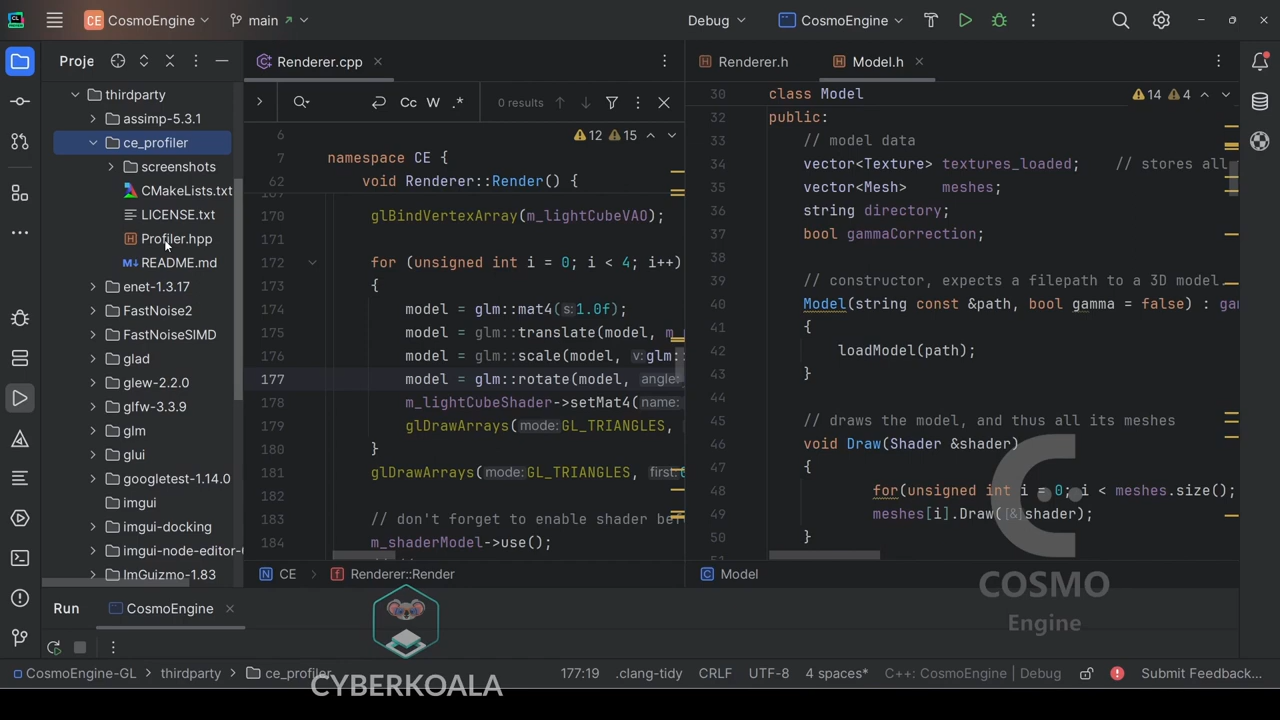 CL
CE CosmoEngine
main
Debug
CosmoEngine
Proje
thirdparty
assimp-5.3.1
ce_profiler
screenshots
CMakeLists.txt
LICENSE.txt
Profiler.hpp
README.md
enet-1.3.17
FastNoise2
FastNoiseSIMD
glad
glew-2.2.0
glfw-3.3.9
glm
glui
googletest-1.14.0
imgui
imgui-docking
imgui-node-editor-
ImGuizmo-1.83
Renderer.cpp
Cc W .*
0 results
12 15
6
7 namespace CE {
62 void Renderer::Render() {
170 glBindVertexArray(m_lightCubeVAO);
171
172 for (unsigned int i = 0; i < 4; i++)
173 {
174 model = glm::mat4(s: 1.0f);
175 model = glm::translate(model,
176 model = glm::scale(model, v: glm::
177 model = glm::rotate(model, angle:
178 m_lightCubeShader->setMat4(name:
179 glDrawArrays(mode: GL_TRIANGLES,
180 }
181 glDrawArrays(mode: GL_TRIANGLES, first:
182
183 // don't forget to enable shader bef
184 m_shaderModel->use();
CE Renderer::Render
Renderer.h
Model.h
14 4
30 class Model
32 public:
33 // model data
34 vector<Texture> textures_loaded; // stores all
35 vector<Mesh> meshes;
36 string directory;
37 bool gammaCorrection;
38
39 // constructor, expects a filepath to a 3D model.
40 Model(string const &path, bool gamma = false) : gam
41 {
42 loadModel(path);
43 }
44
45 // draws the model, and thus all its meshes
46 void Draw(Shader &shader)
47 {
48 for(unsigned int i = 0; i < meshes.size();
49 meshes[i].Draw([&]shader);
50 }
Model
COSMO
Engine
Run CosmoEngine
CYBERKOALA
CosmoEngine-GL thirdparty ce_profiler
177:19 .clang-tidy CRLF UTF-8 4 spaces C++: CosmoEngine | Debug Submit Feedback...